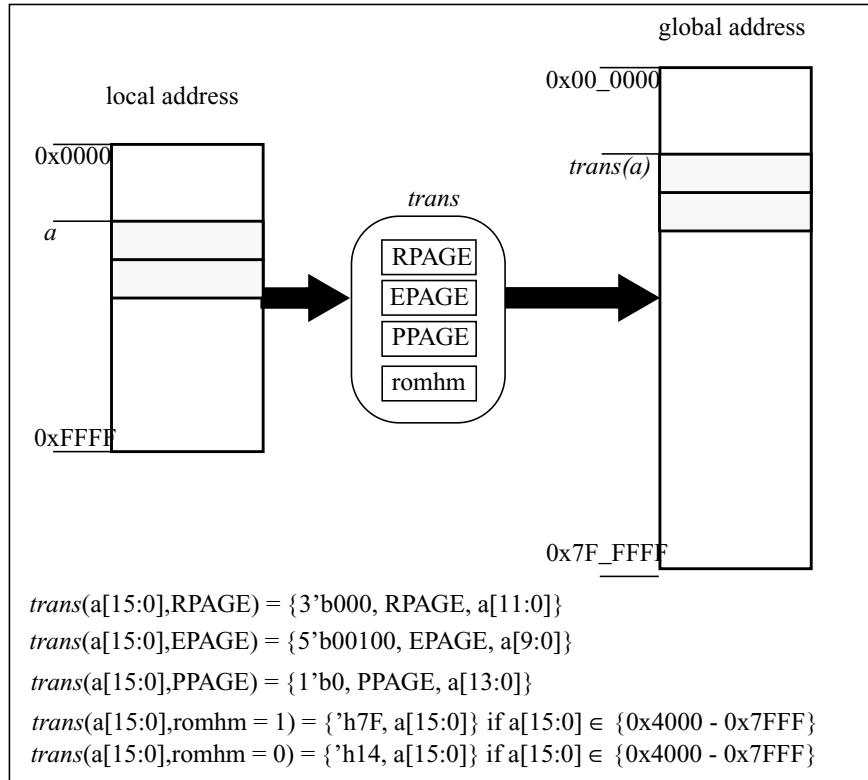 global address
0x00_0000
local address
0x0000
trans(a)
trans
a
RPAGE
EPAGE
PPAGE
romhm
0xFFFF
0x7F_FFFF
trans(a[15:0],RPAGE) = {3’b000, RPAGE, a[11:0]}
trans(a[15:0],EPAGE) = {5’b00100, EPAGE, a[9:0]}
trans(a[15:0],PPAGE) = {1’b0, PPAGE, a[13:0]}
trans(a[15:0],romhm = 1) = {’h7F, a[15:0]} if a[15:0] ∈ {0x4000 - 0x7FFF}
trans(a[15:0],romhm = 0) = {’h14, a[15:0]} if a[15:0] ∈ {0x4000 - 0x7FFF}